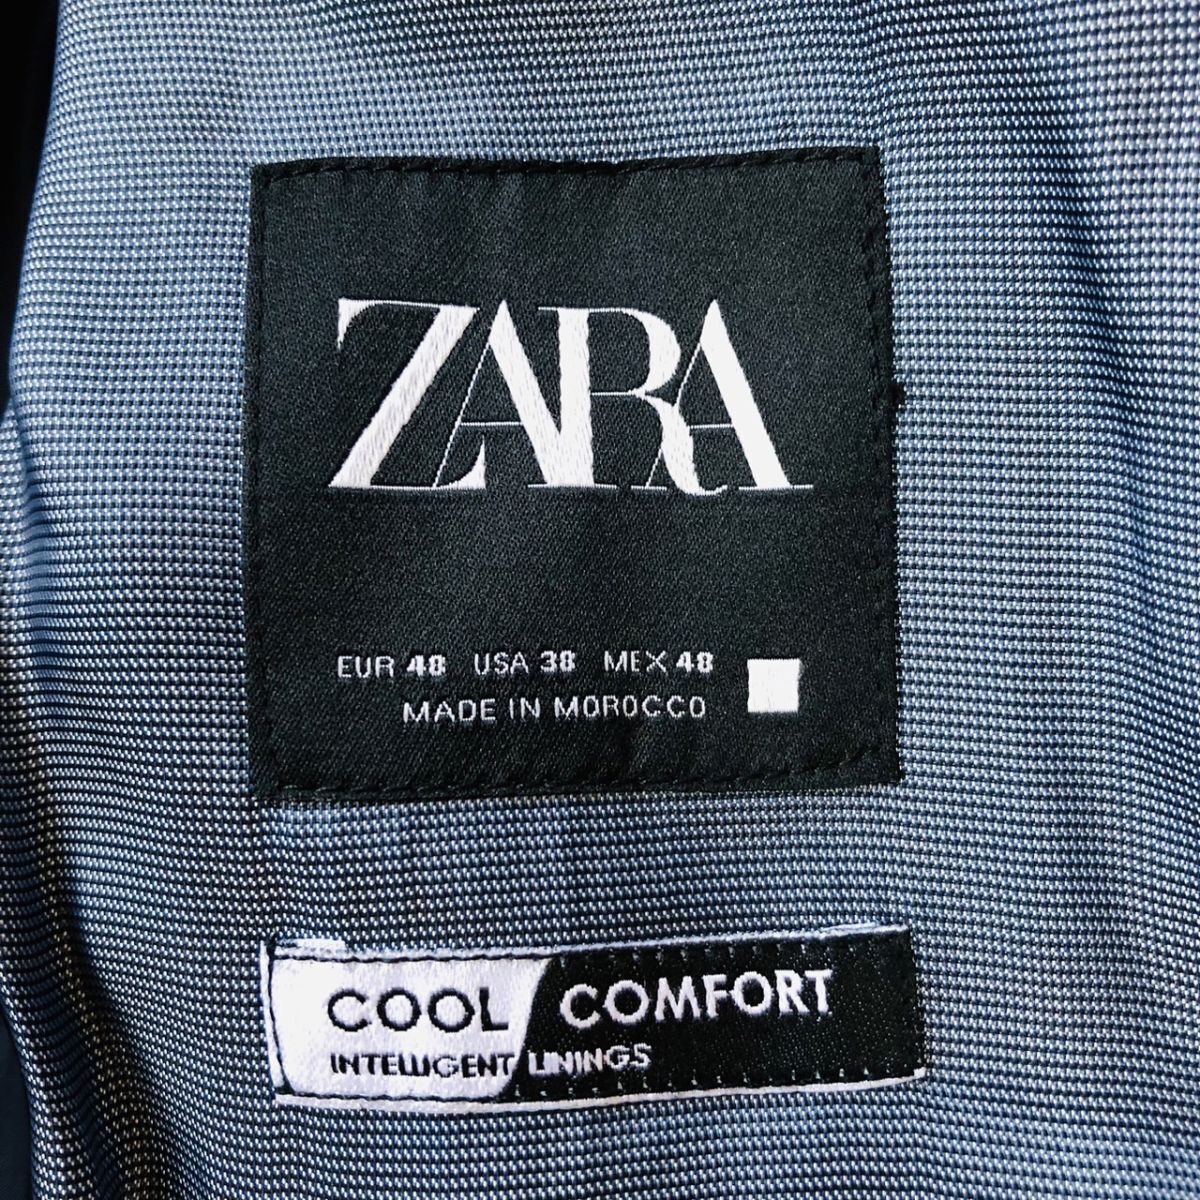 ZARA
EUR 48 USA 38 MEX 48
MADE IN MOROCCO
COOL COMFORT
INTELLIGENT LININGS